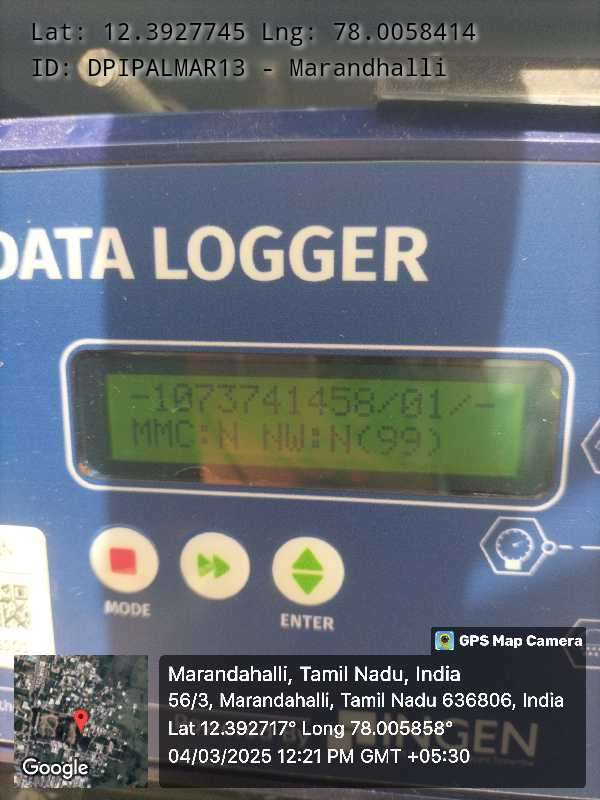 Lat: 12.3927745 Lng: 78.0058414
ID: DPIPALMAR13 - Marandhalli
DATA LOGGER
-1073741458/01/-
MMC:N NW:N(99)
MODE
ENTER
GPS Map Camera
Marandahalli, Tamil Nadu, India
56/3, Marandahalli, Tamil Nadu 636806, India
Lat 12.392717° Long 78.005858°
04/03/2025 12:21 PM GMT +05:30
Google